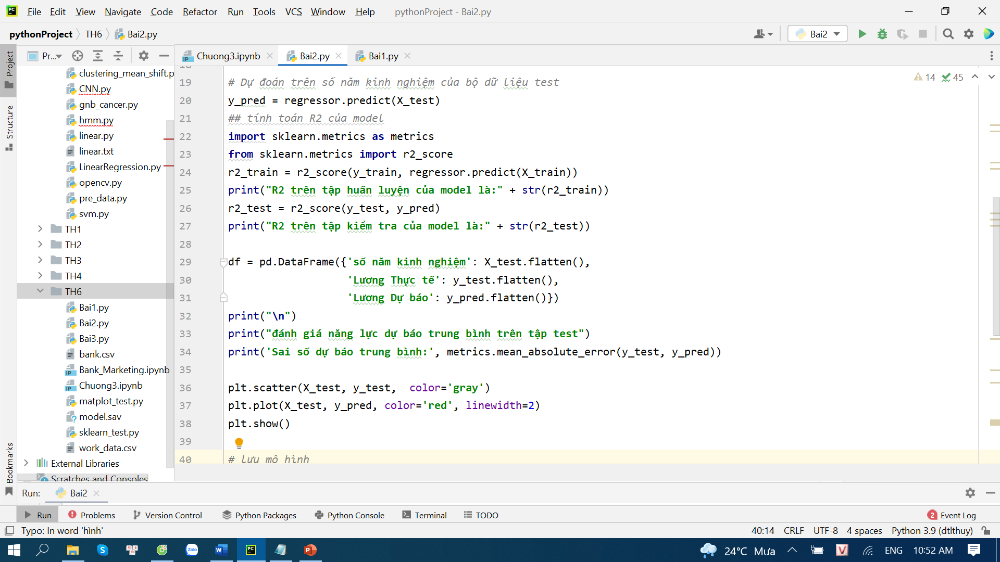 File Edit View Navigate Code Refactor Run Tools VCS Window Help pythonProject - Bai2.py
pythonProject TH6 Bai2.py
Bai2
Project
Structure
Bookmarks
Pr...
clustering_mean_shift.p
CNN.py
gnb_cancer.py
hmm.py
linear.py
linear.txt
LinearRegression.py
opencv.py
pre_data.py
svm.py
TH1
TH2
TH3
TH4
TH6
Bai1.py
Bai2.py
Bai3.py
bank.csv
Bank_Marketing.ipynb
Chuong3.ipynb
matplot_test.py
model.sav
sklearn_test.py
work_data.csv
External Libraries
Scratches and Consoles
Chuong3.ipynb Bai2.py Bai1.py
14 45
19 # Dự đoán trên số năm kinh nghiệm của bộ dữ liệu test
20 y_pred = regressor.predict(X_test)
21 ## tính toán R2 của model
22 import sklearn.metrics as metrics
23 from sklearn.metrics import r2_score
24 r2_train = r2_score(y_train, regressor.predict(X_train))
25 print("R2 trên tập huấn luyện của model là:" + str(r2_train))
26 r2_test = r2_score(y_test, y_pred)
27 print("R2 trên tập kiểm tra của model là:" + str(r2_test))
28
29 df = pd.DataFrame({'số năm kinh nghiệm': X_test.flatten(),
30 'Lương Thực tế': y_test.flatten(),
31 'Lương Dự báo': y_pred.flatten()})
32 print("\n")
33 print("đánh giá năng lực dự báo trung bình trên tập test")
34 print('Sai số dự báo trung bình:', metrics.mean_absolute_error(y_test, y_pred))
35
36 plt.scatter(X_test, y_test,  color='gray')
37 plt.plot(X_test, y_pred, color='red', linewidth=2)
38 plt.show()
39
40 # lưu mô hình
Run: Bai2
Run Problems Version Control Python Packages Python Console Terminal TODO 2 Event Log
Typo: In word 'hình' 40:14 CRLF UTF-8 4 spaces Python 3.9 (dtlthuy)
24°C Mưa ENG 10:52 AM